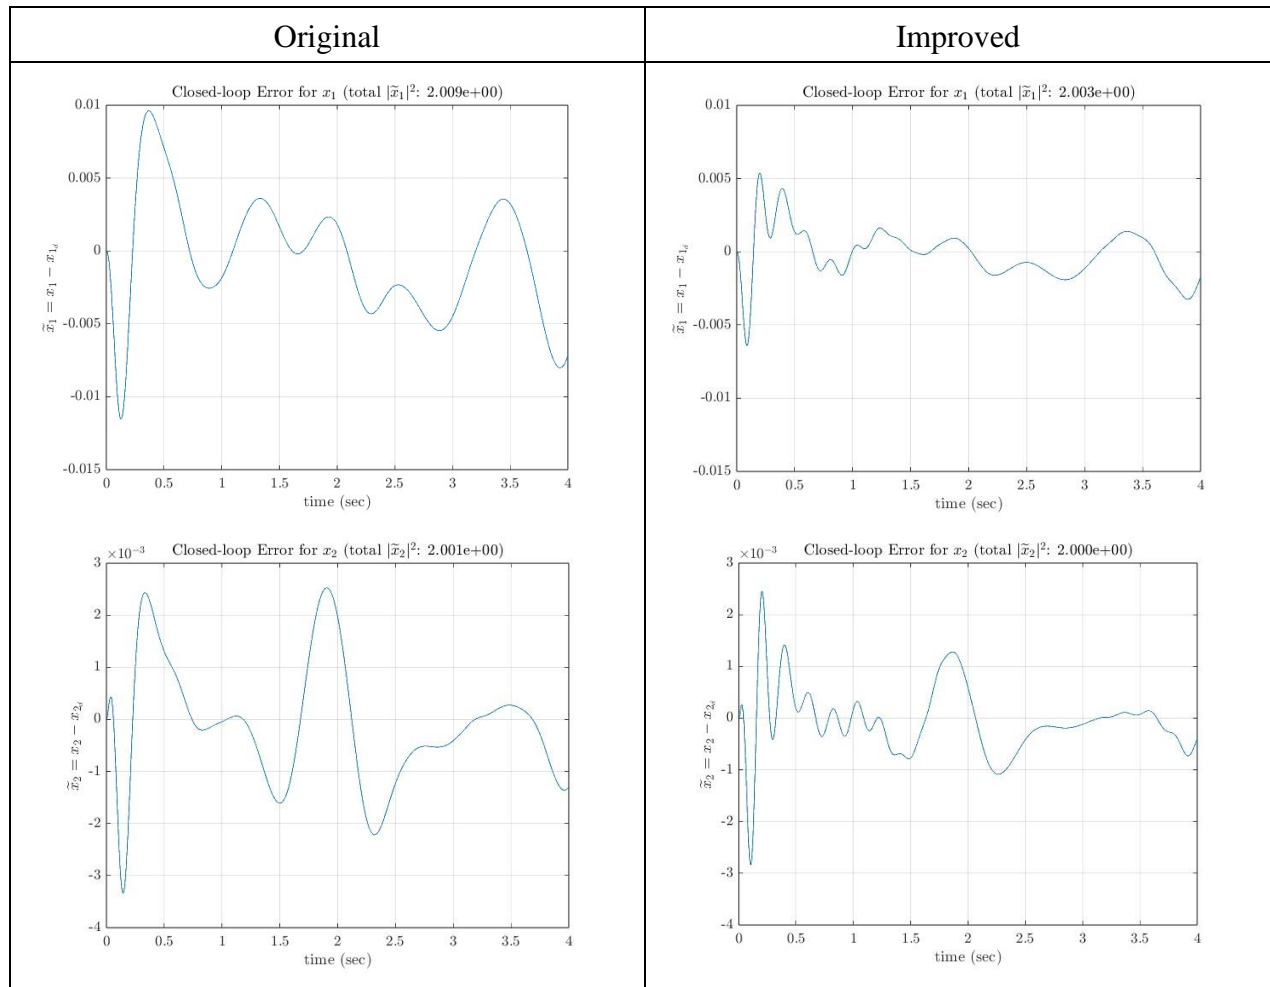 Original
Improved
Closed-loop Error for x₁ (total |x̃₁|²: 2.009e+00)
0.01
0.005
0
-0.005
-0.01
-0.015
x̃₁ = x₁ − x₁d
0 0.5 1 1.5 2 2.5 3 3.5 4
time (sec)
Closed-loop Error for x₁ (total |x̃₁|²: 2.003e+00)
0.01
0.005
0
-0.005
-0.01
-0.015
x̃₁ = x₁ − x₁d
0 0.5 1 1.5 2 2.5 3 3.5 4
time (sec)
Closed-loop Error for x₂ (total |x̃₂|²: 2.001e+00)
×10⁻³
3
2
1
0
-1
-2
-3
-4
x̃₂ = x₂ − x₂d
0 0.5 1 1.5 2 2.5 3 3.5 4
time (sec)
Closed-loop Error for x₂ (total |x̃₂|²: 2.000e+00)
×10⁻³
3
2
1
0
-1
-2
-3
-4
x̃₂ = x₂ − x₂d
0 0.5 1 1.5 2 2.5 3 3.5 4
time (sec)